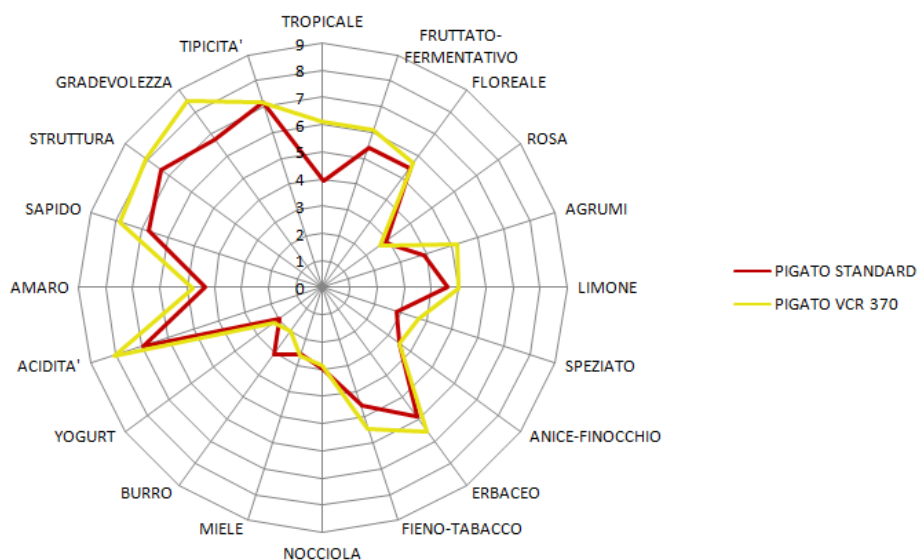 TROPICALE
FRUTTATO-
FERMENTATIVO
FLOREALE
ROSA
AGRUMI
LIMONE
SPEZIATO
ANICE-FINOCCHIO
ERBACEO
FIENO-TABACCO
NOCCIOLA
MIELE
BURRO
YOGURT
ACIDITA'
AMARO
SAPIDO
STRUTTURA
GRADEVOLEZZA
TIPICITA'
9
8
7
6
5
4
3
2
1
0
PIGATO STANDARD
PIGATO VCR 370